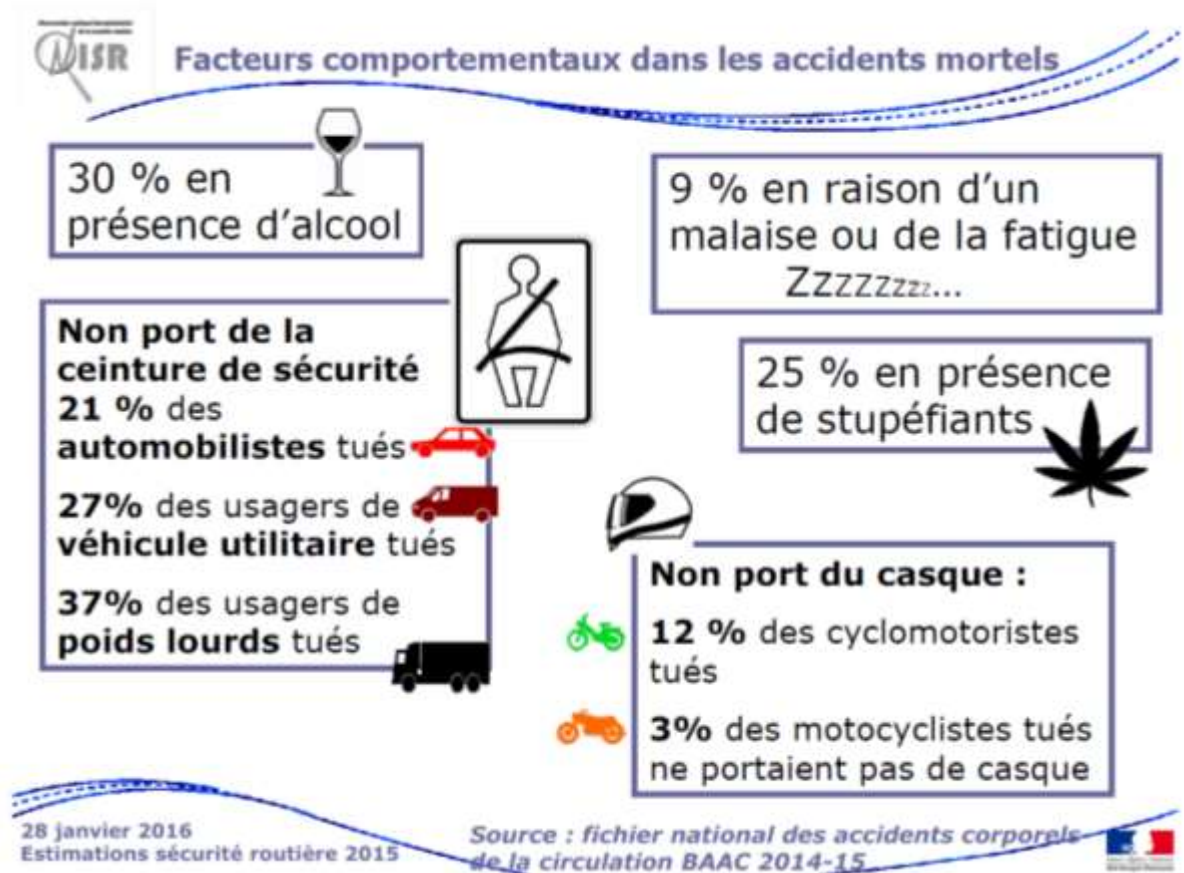 ONISR
Facteurs comportementaux dans les accidents mortels
30 % en
présence d'alcool
9 % en raison d'un
malaise ou de la fatigue
Zzzzzzzz...
Non port de la
ceinture de sécurité
21 % des
automobilistes tués
27% des usagers de
véhicule utilitaire tués
37% des usagers de
poids lourds tués
25 % en présence
de stupéfiants
Non port du casque :
12 % des cyclomotoristes
tués
3% des motocyclistes tués
ne portaient pas de casque
28 janvier 2016
Estimations sécurité routière 2015
Source : fichier national des accidents corporels
de la circulation BAAC 2014-15